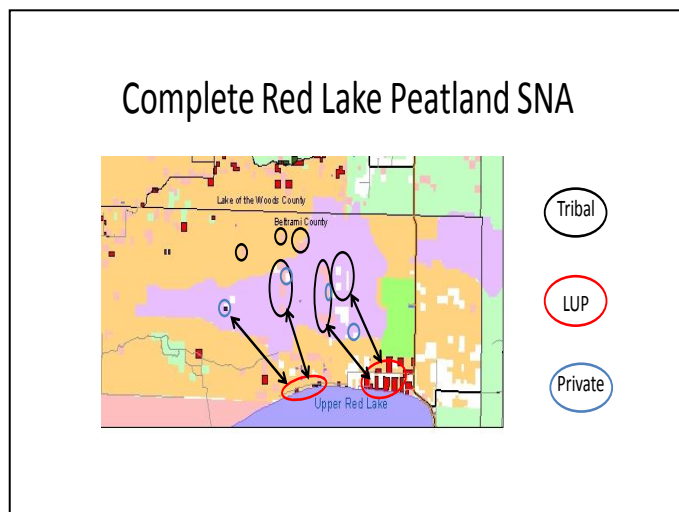 Complete Red Lake Peatland SNA
Lake of the Woods County
Beltrami County
Upper Red Lake
Tribal
LUP
Private